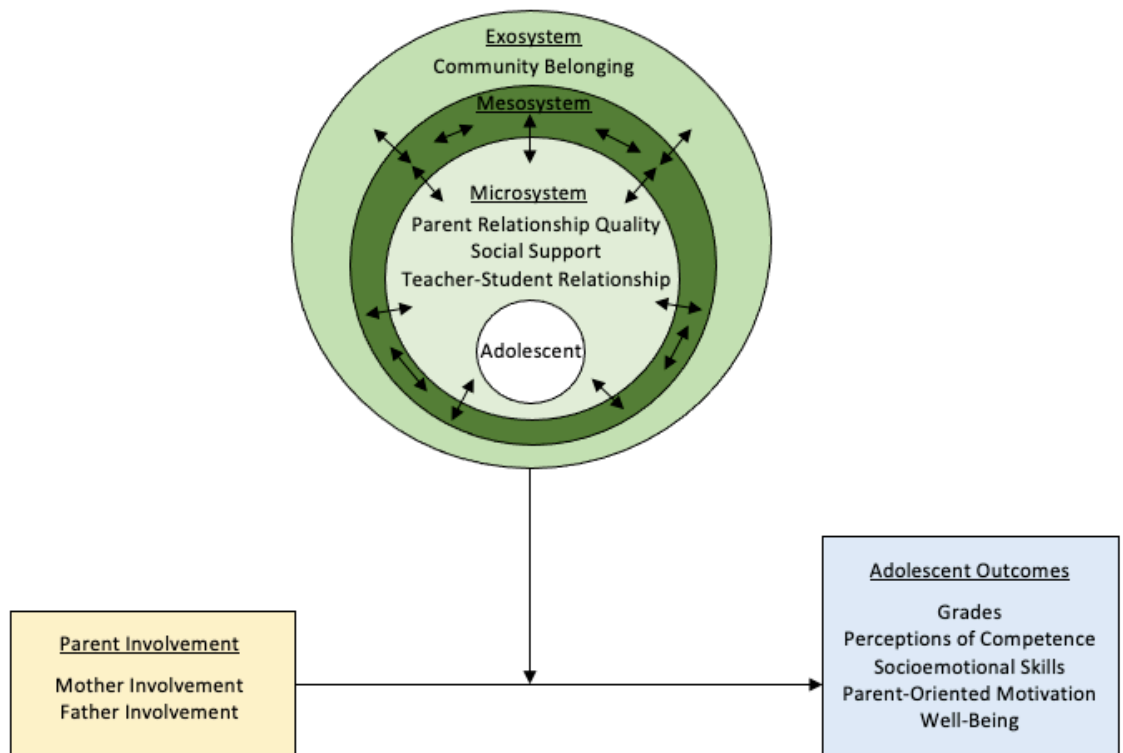 Exosystem
Community Belonging
Mesosystem
Microsystem
Parent Relationship Quality
Social Support
Teacher-Student Relationship
Adolescent
Parent Involvement
Mother Involvement
Father Involvement
Adolescent Outcomes
Grades
Perceptions of Competence
Socioemotional Skills
Parent-Oriented Motivation
Well-Being